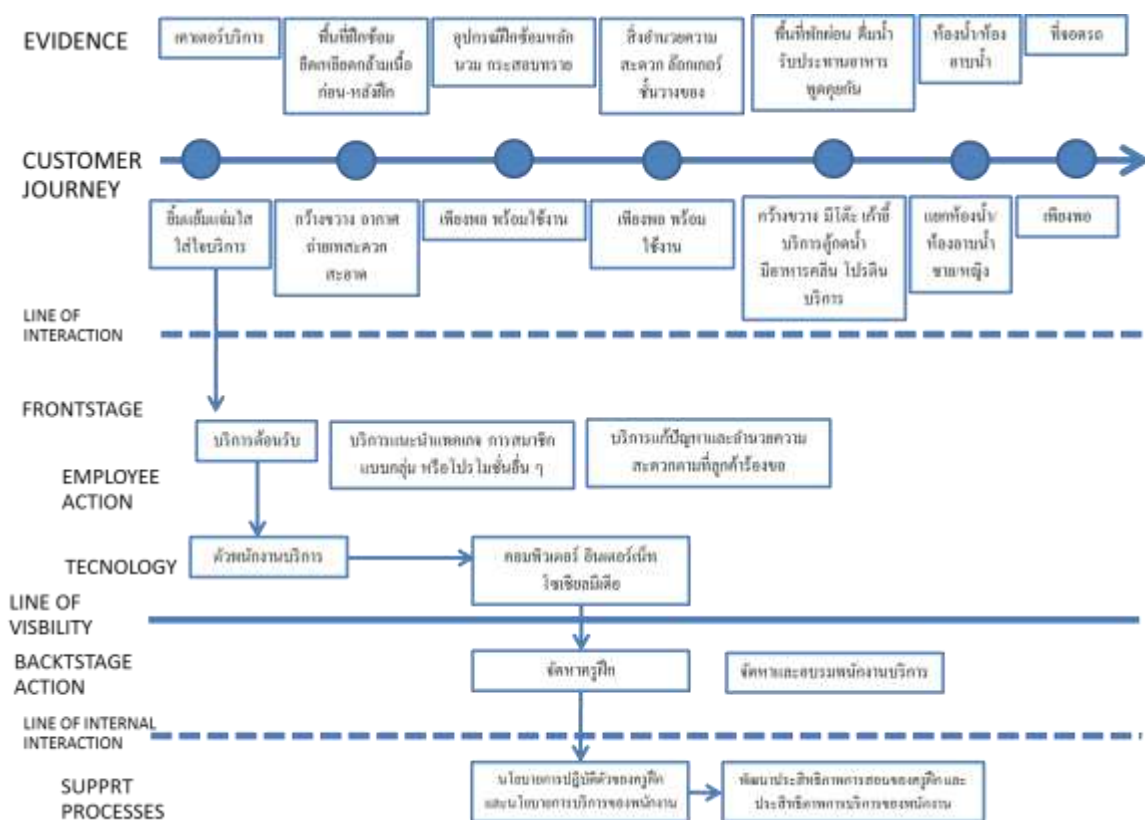 EVIDENCE
เคาเตอร์บริการ
พื้นที่ฝึกซ้อม
ยืดเหยียดกล้ามเนื้อ
ก่อน-หลังฝึก
อุปกรณ์ฝึกซ้อมหลัก
นวม กระสอบทราย
สิ่งอำนวยความ
สะดวก ล๊อกเกอร์
ชั้นวางของ
พื้นที่พักผ่อน ดื่มน้ำ
รับประทานอาหาร
พูดคุยกัน
ห้องน้ำ/ห้อง
อาบน้ำ
ที่จอดรถ
CUSTOMER
JOURNEY
ยิ้มแย้มแจ่มใส
ใส่ใจบริการ
กว้างขวาง อากาศ
ถ่ายเทสะดวก
สะอาด
เพียงพอ พร้อมใช้งาน
เพียงพอ พร้อม
ใช้งาน
กว้างขวาง มีโต๊ะ เก้าอี้
บริการตู้กดน้ำ
มีอาหารคลีน โปรตีน
บริการ
แยกห้องน้ำ/
ห้องอาบน้ำ
ชาย/หญิง
เพียงพอ
LINE OF
INTERACTION
FRONTSTAGE
บริการต้อนรับ
บริการแนะนำแพคเกจ การสมาชิก
แบบกลุ่ม หรือโปรโมชั่นอื่น ๆ
บริการแก้ปัญหาและอำนวยความ
สะดวกตามที่ลูกค้าร้องขอ
EMPLOYEE
ACTION
TECNOLOGY
ตัวพนักงานบริการ
คอมพิวเตอร์ อินเตอร์เน็ท
โซเชียลมีเดีย
LINE OF
VISBILITY
BACKTSTAGE
ACTION
จัดหาครูฝึก
จัดหาและอบรมพนักงานบริการ
LINE OF INTERNAL
INTERACTION
SUPPRT
PROCESSES
นโยบายการปฏิบัติตัวของครูฝึก
และนโยบายการบริการของพนักงาน
พัฒนาประสิทธิภาพการสอนของครูฝึกและ
ประสิทธิภาพการบริการของพนักงาน